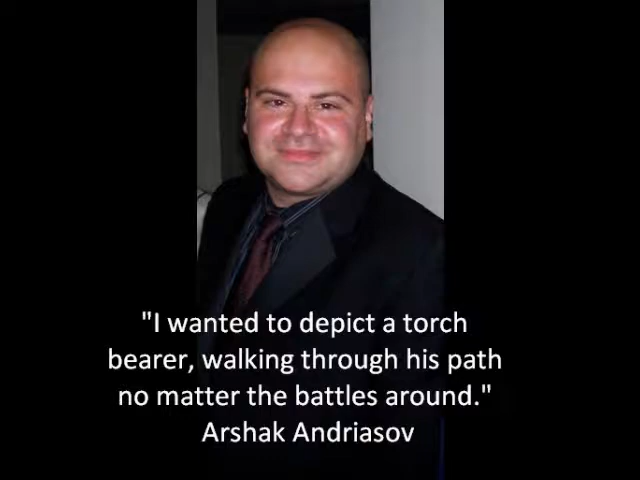 "I wanted to depict a torch
bearer, walking through his path
no matter the battles around."
Arshak Andriasov